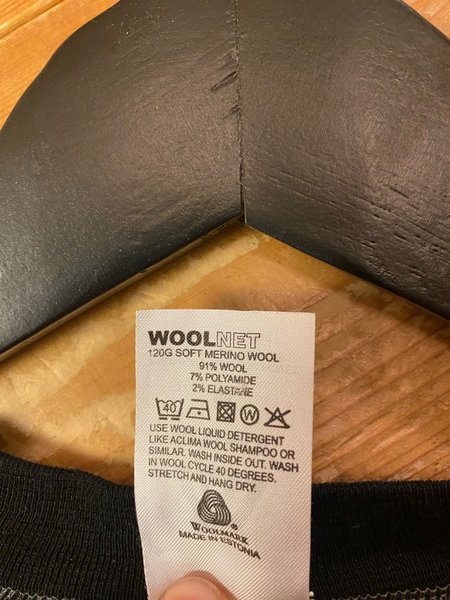 WOOLNET
120G SOFT MERINO WOOL
91% WOOL
7% POLYAMIDE
2% ELASTANE
40 W
USE WOOL LIQUID DETERGENT
LIKE ACLIMA WOOL SHAMPOO OR
SIMILAR. WASH INSIDE OUT. WASH
IN WOOL CYCLE 40 DEGREES.
STRETCH AND HANG DRY.
WOOLMARK®
MADE IN ESTONIA